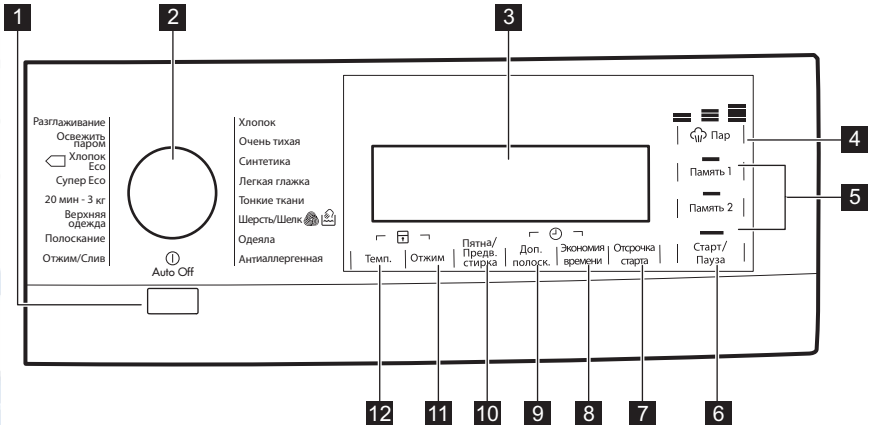 1
2
3
4
5
6
7
8
9
10
11
12
Разглаживание
Освежить
паром
Хлопок
Eco
Супер Eco
20 мин - 3 кг
Верхняя
одежда
Полоскание
Отжим/Слив
Auto Off
Хлопок
Очень тихая
Синтетика
Легкая глажка
Тонкие ткани
Шерсть/Шелк
Одеяла
Антиаллергенная
Темп.
Отжим
Пятна/
Предв.
стирка
Доп.
полоск.
Экономия
времени
Отсрочка
старта
Пар
Память 1
Память 2
Старт/
Пауза